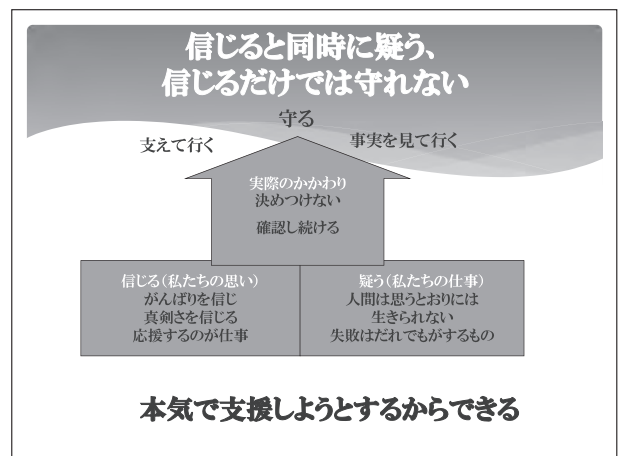 信じると同時に疑う、
信じるだけでは守れない
守る
支えて行く
事実を見て行く
実際のかかわり
決めつけない
確認し続ける
信じる(私たちの思い)
がんばりを信じ
真剣さを信じる
応援するのが仕事
疑う(私たちの仕事)
人間は思うとおりには
生きられない
失敗はだれでもがするもの
本気で支援しようとするからできる